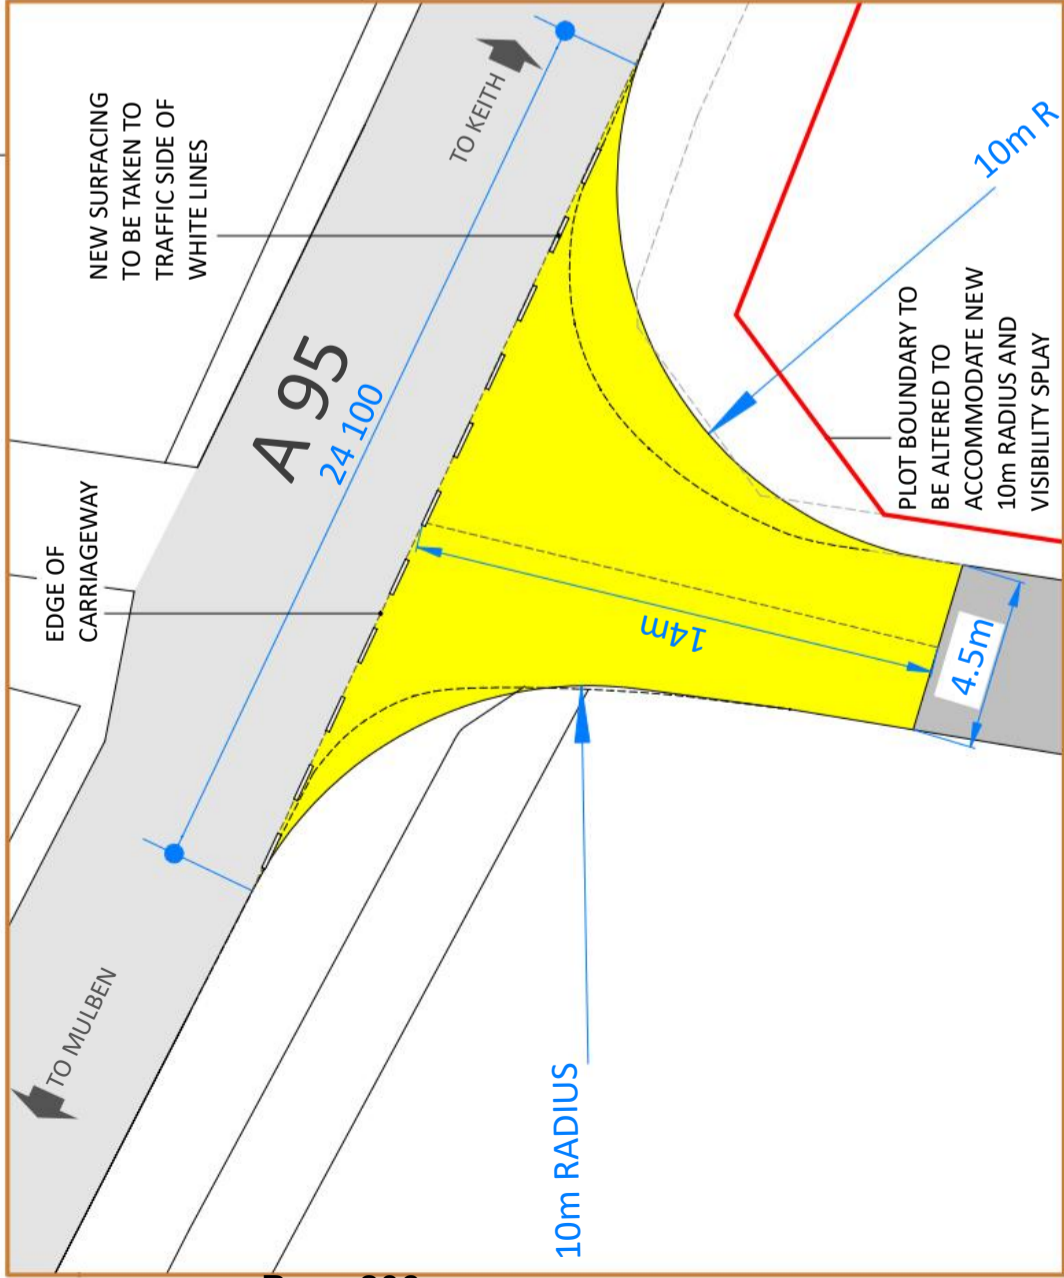 NEW SURFACING
TO BE TAKEN TO
TRAFFIC SIDE OF
WHITE LINES
TO KEITH
A 95
24 100
EDGE OF
CARRIAGEWAY
10m R
PLOT BOUNDARY TO
BE ALTERED TO
ACCOMMODATE NEW
10m RADIUS AND
VISIBILITY SPLAY
14m
4.5m
TO MULBEN
10m RADIUS